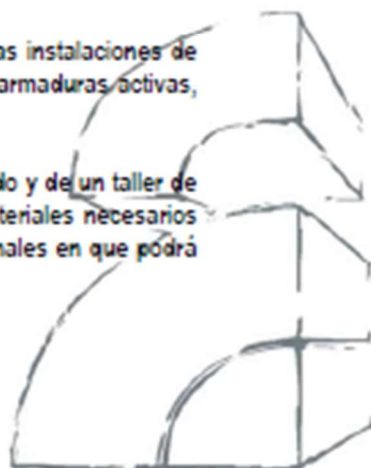 as instalaciones de
armaduras activas,
do y de un taller de
teriales necesarios
nales en que podrá